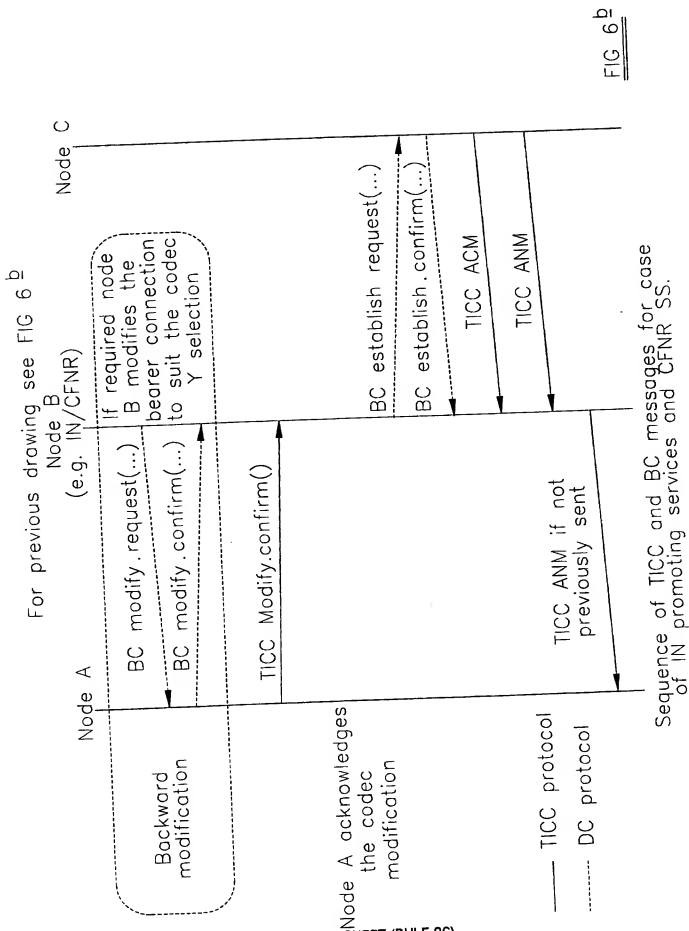 For previous drawing see FIG 6 b
Node A
Node B
(e.g. IN/CFNR)
Node C
Backward
modification
BC modify.request(...)
BC modify.confirm(...)
If required node
B modifies the
bearer connection
to suit the codec
Y selection
TICC Modify.confirm()
Node A acknowledges
the codec
modification
BC establish request(...)
BC establish.confirm(...)
TICC ACM
TICC ANM
TICC ANM if not
previously sent
TICC protocol
DC protocol
Sequence of TICC and BC messages for case
of IN promoting services and CFNR SS.
FIG 6 b